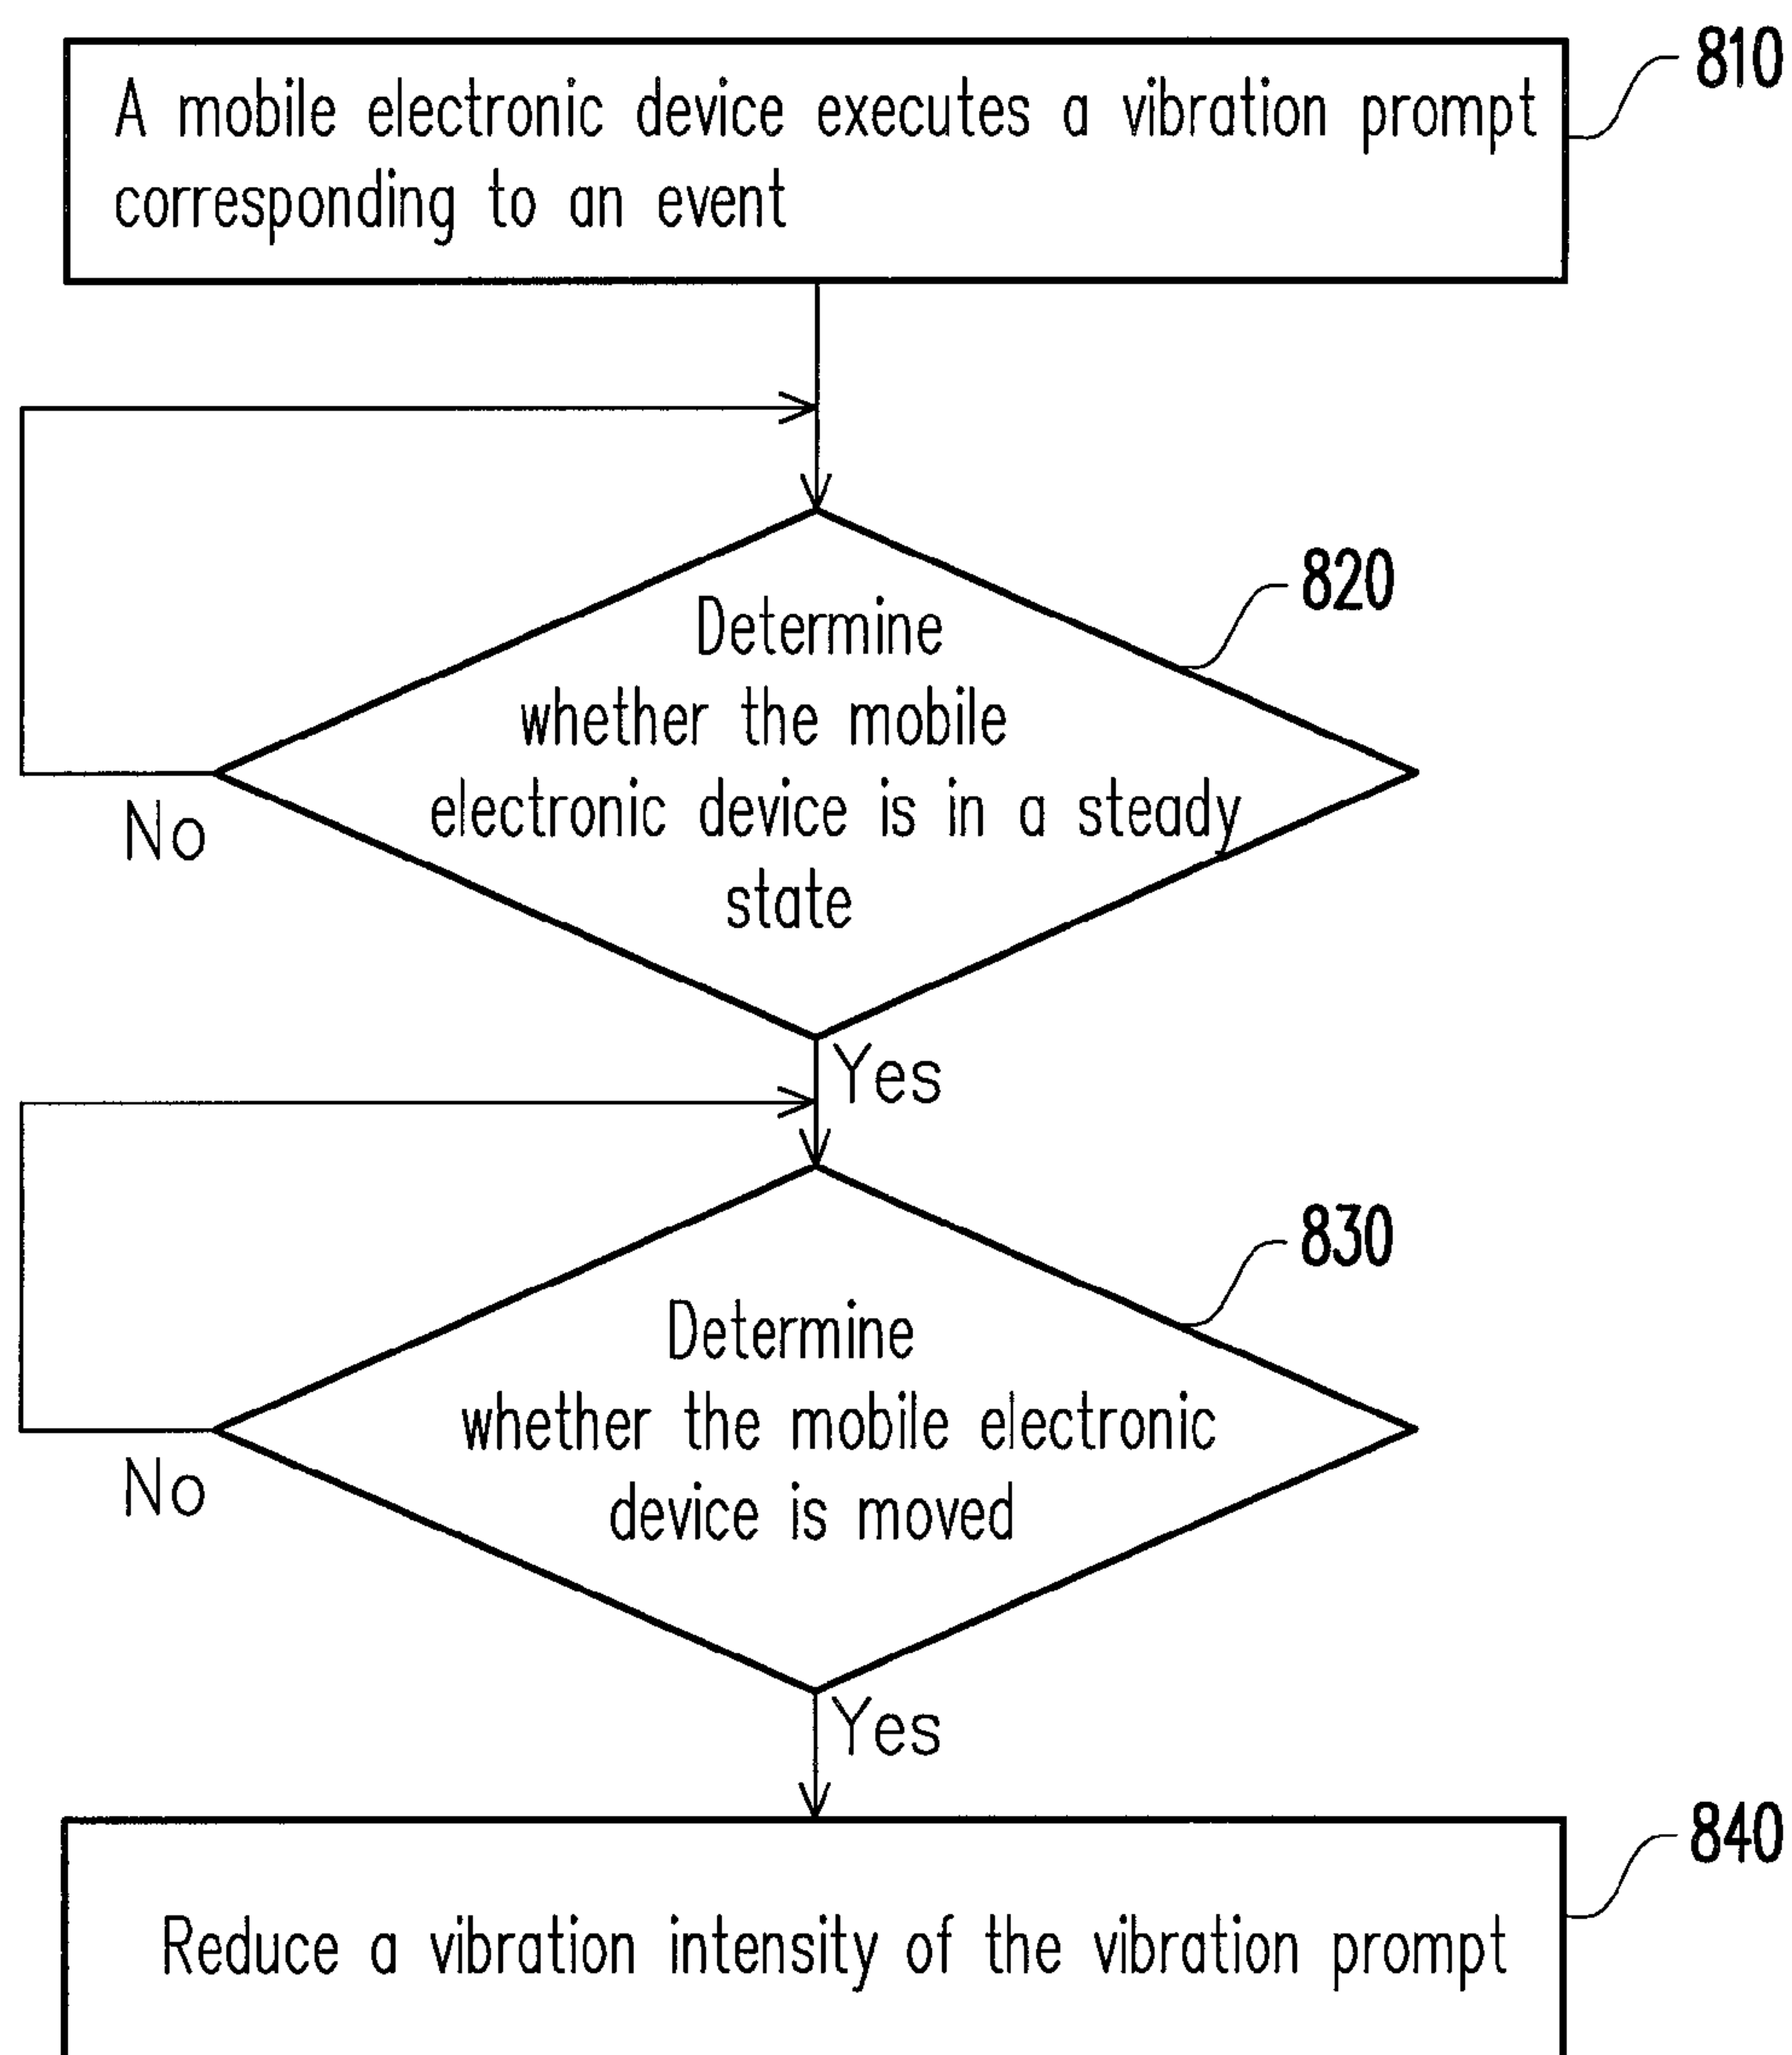 810
A mobile electronic device executes a vibration prompt
corresponding to an event
820
Determine
whether the mobile
electronic device is in a steady
state
No
Yes
830
Determine
whether the mobile electronic
device is moved
No
Yes
840
Reduce a vibration intensity of the vibration prompt